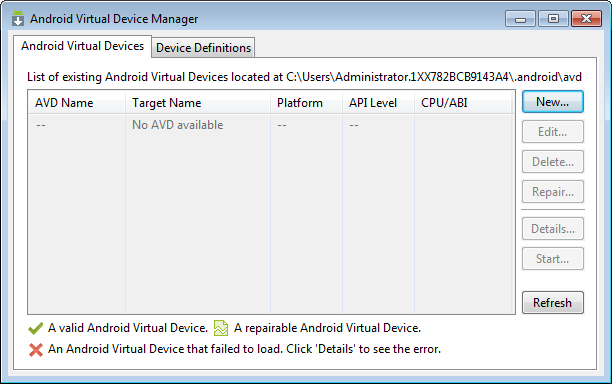 Android Virtual Device Manager
Android Virtual Devices Device Definitions
List of existing Android Virtual Devices located at C:\Users\Administrator.1XX782BCB9143A4\.android\avd
AVD Name Target Name Platform API Level CPU/ABI
-- No AVD available -- --
New...
Edit...
Delete...
Repair...
Details...
Start...
Refresh
A valid Android Virtual Device. A repairable Android Virtual Device.
An Android Virtual Device that failed to load. Click 'Details' to see the error.